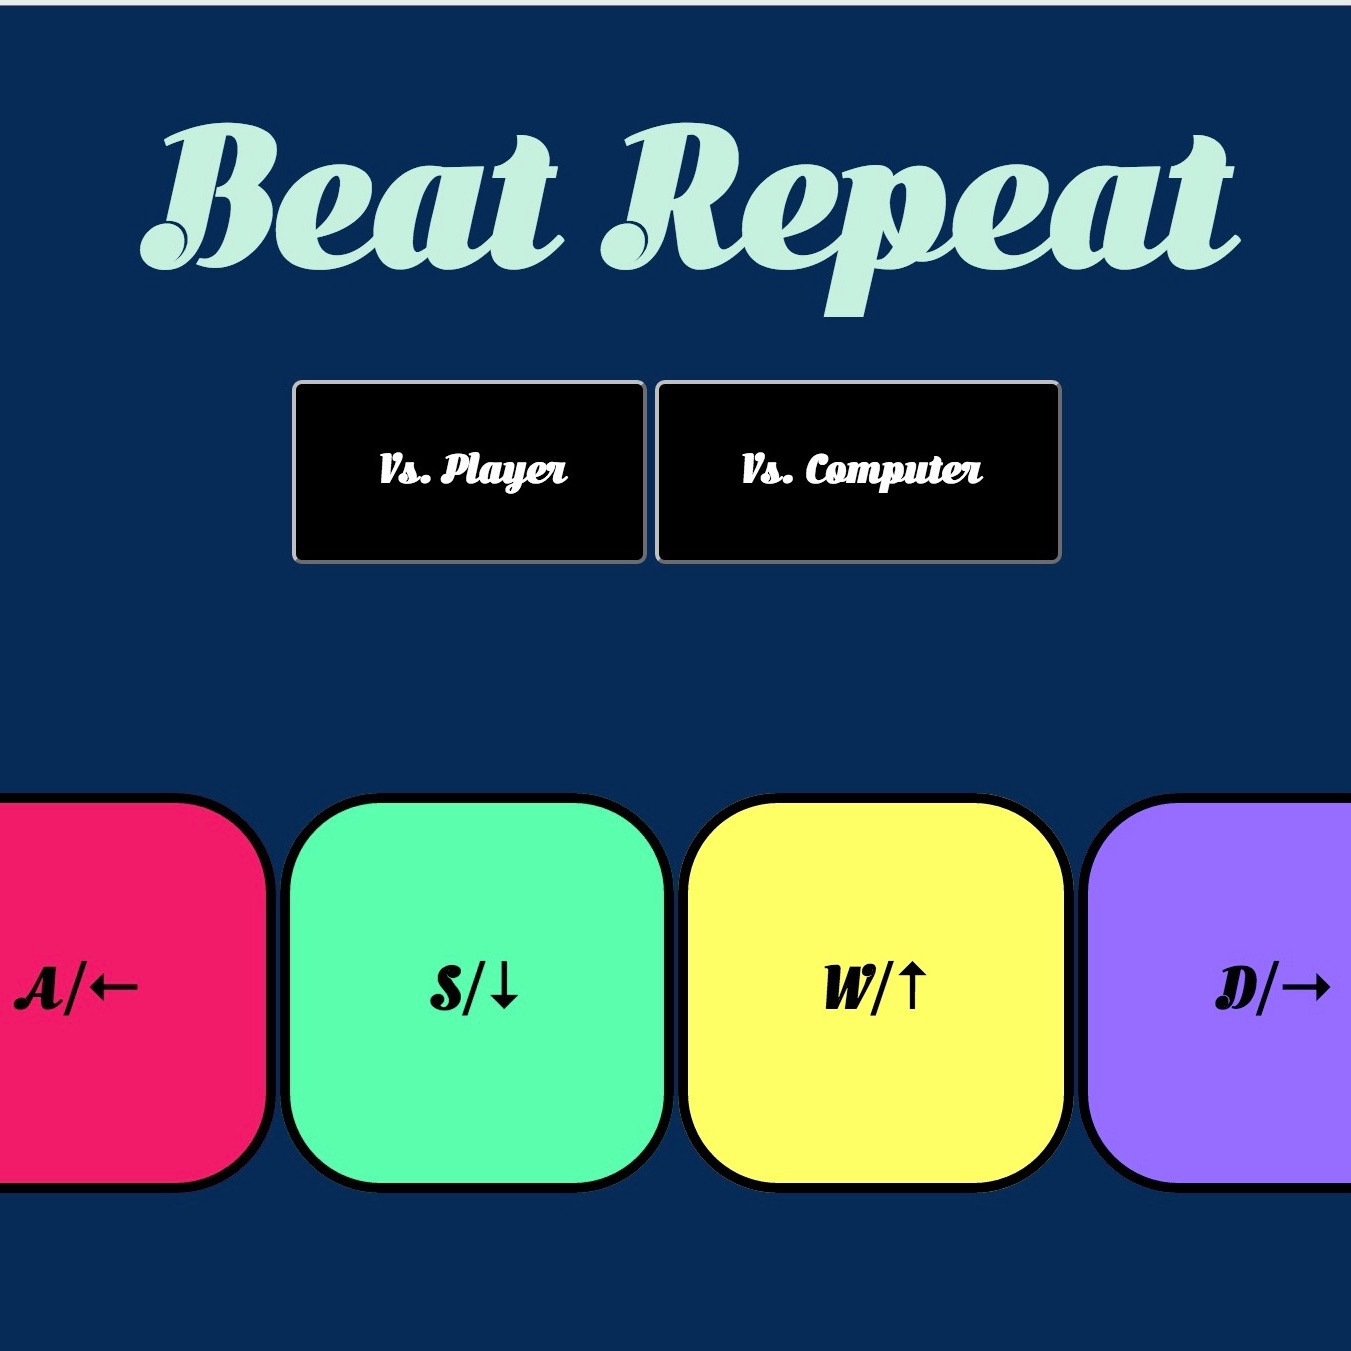 Beat Repeat
Vs. Player Vs. Computer
A/← S/↓ W/↑ D/→